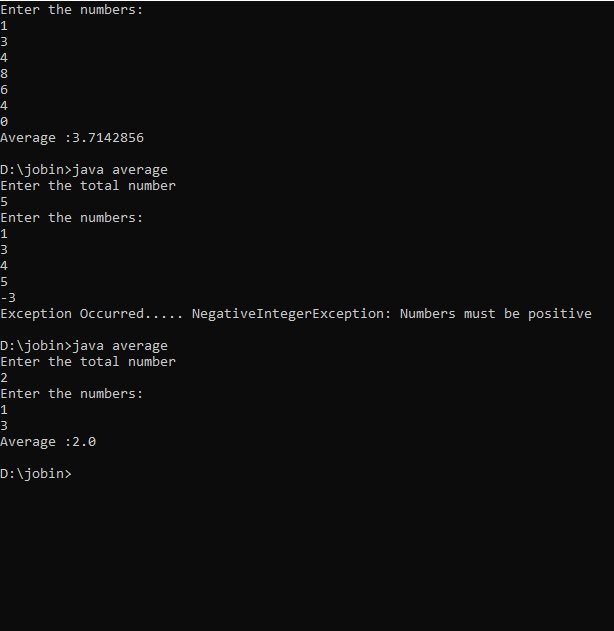 Enter the numbers:
1
3
4
8
6
4
0
Average :3.7142856
D:\jobin>java average
Enter the total number
5
Enter the numbers:
1
3
4
5
-3
Exception Occurred..... NegativeIntegerException: Numbers must be positive
D:\jobin>java average
Enter the total number
2
Enter the numbers:
1
3
Average :2.0
D:\jobin>